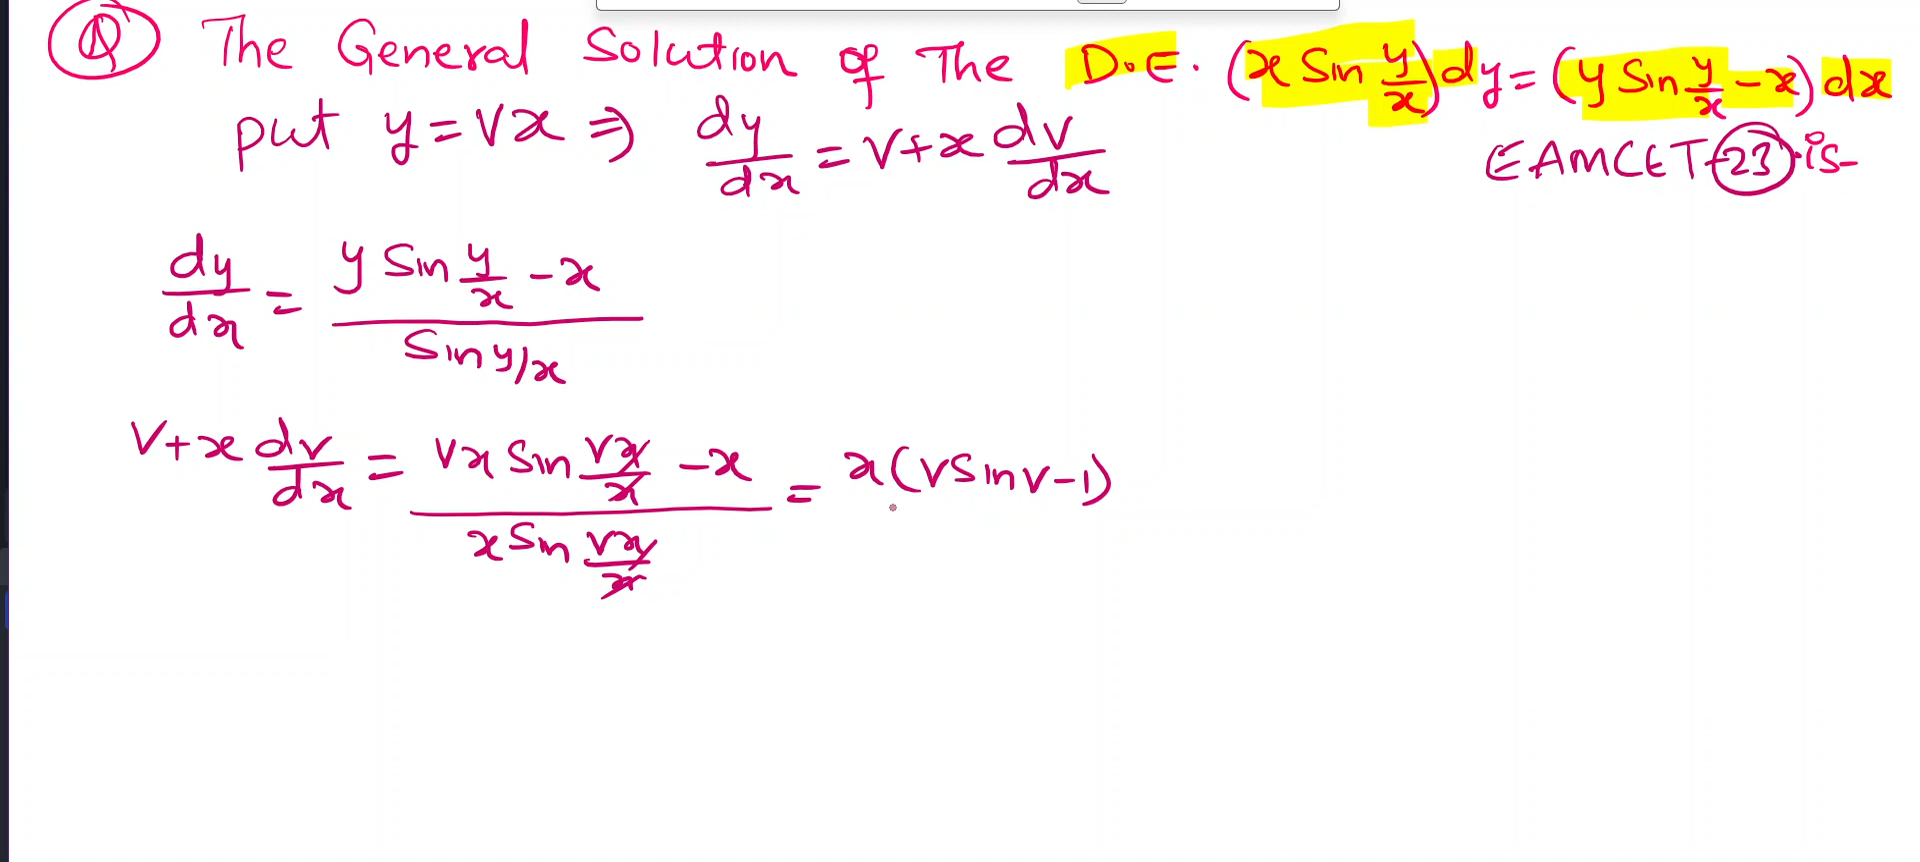 Q The General Solution of The D.E. (x Sin y/x) dy = (y Sin y/x - x) dx
EAMCET-23 is-
put y = vx ⇒ dy/dx = v + x dv/dx
dy/dx = (y Sin y/x - x) / (Sin y/x)
v + x dv/dx = (vx Sin vx/x - x) / (x Sin vx/x) = x(v Sin v - 1)